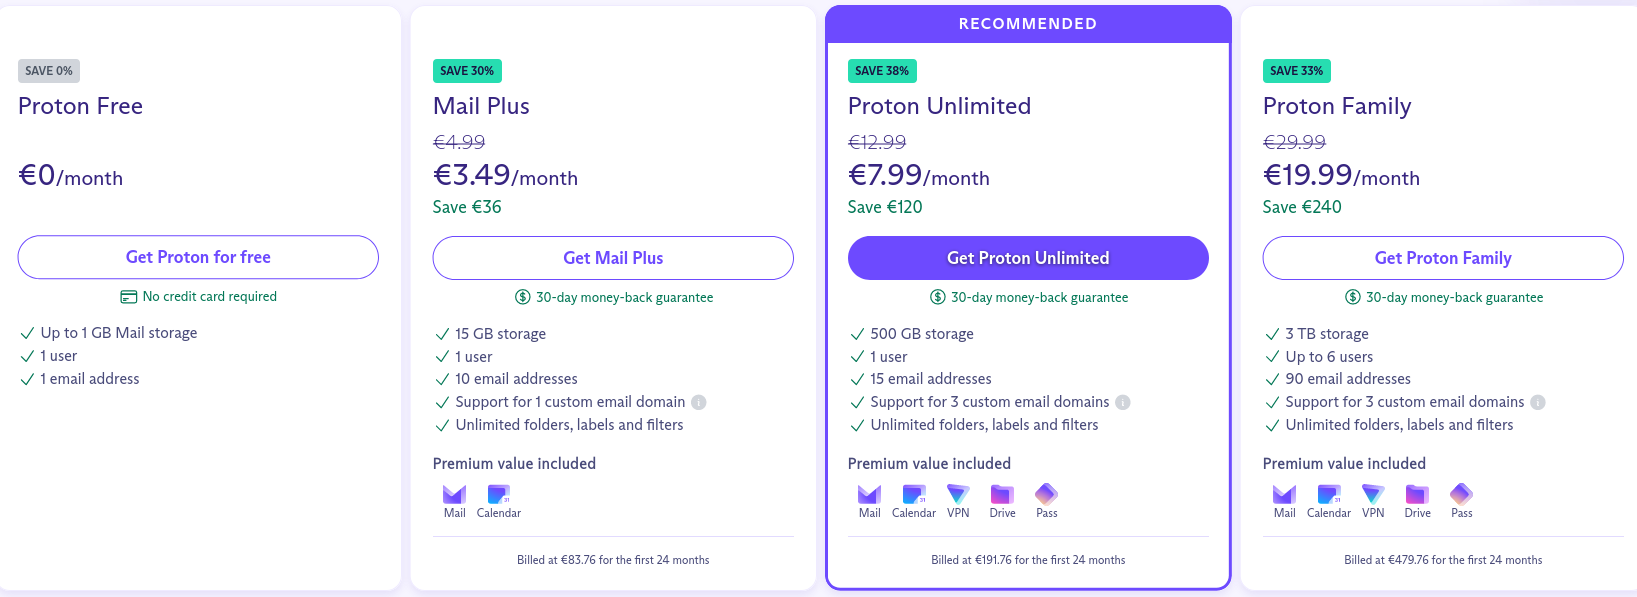 SAVE 0%
Proton Free
€0/month
Get Proton for free
No credit card required
Up to 1 GB Mail storage
1 user
1 email address
SAVE 30%
Mail Plus
€4.99
€3.49/month
Save €36
Get Mail Plus
30-day money-back guarantee
15 GB storage
1 user
10 email addresses
Support for 1 custom email domain
Unlimited folders, labels and filters
Premium value included
Mail Calendar
Billed at €83.76 for the first 24 months
RECOMMENDED
SAVE 38%
Proton Unlimited
€12.99
€7.99/month
Save €120
Get Proton Unlimited
30-day money-back guarantee
500 GB storage
1 user
15 email addresses
Support for 3 custom email domains
Unlimited folders, labels and filters
Premium value included
Mail Calendar VPN Drive Pass
Billed at €191.76 for the first 24 months
SAVE 33%
Proton Family
€29.99
€19.99/month
Save €240
Get Proton Family
30-day money-back guarantee
3 TB storage
Up to 6 users
90 email addresses
Support for 3 custom email domains
Unlimited folders, labels and filters
Premium value included
Mail Calendar VPN Drive Pass
Billed at €479.76 for the first 24 months